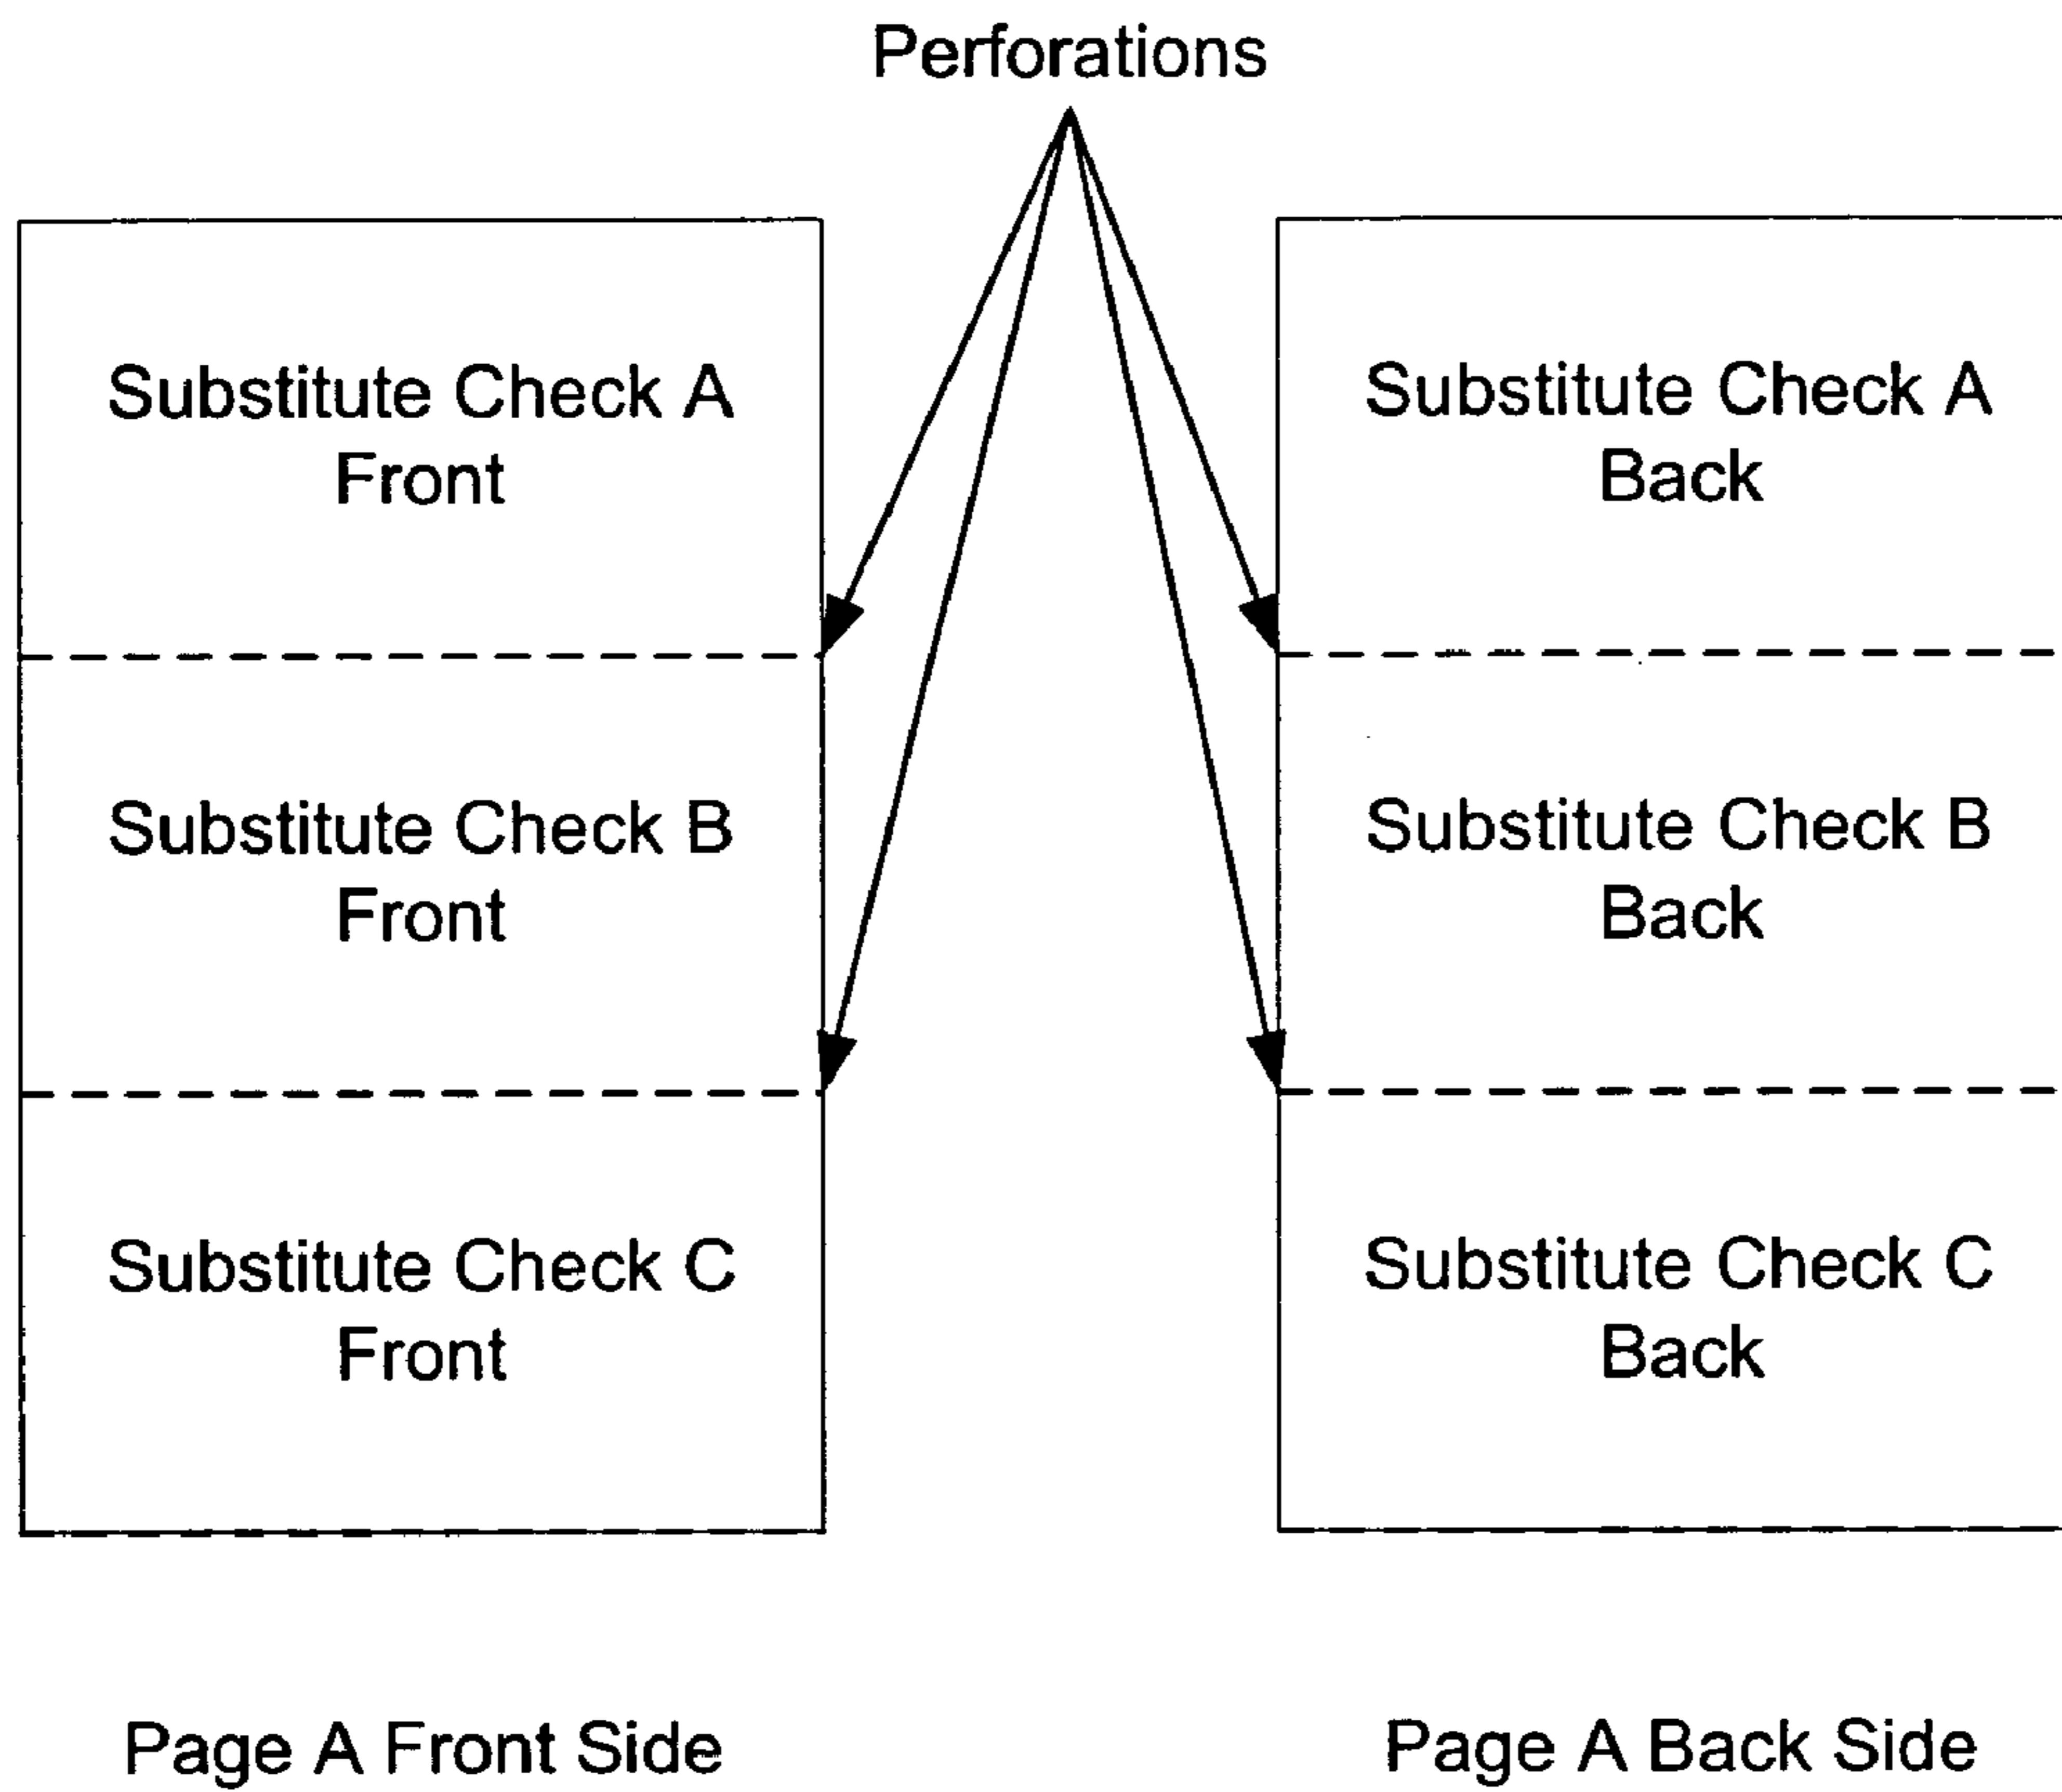 Perforations
Substitute Check A
Front
Substitute Check B
Front
Substitute Check C
Front
Page A Front Side
Substitute Check A
Back
Substitute Check B
Back
Substitute Check C
Back
Page A Back Side